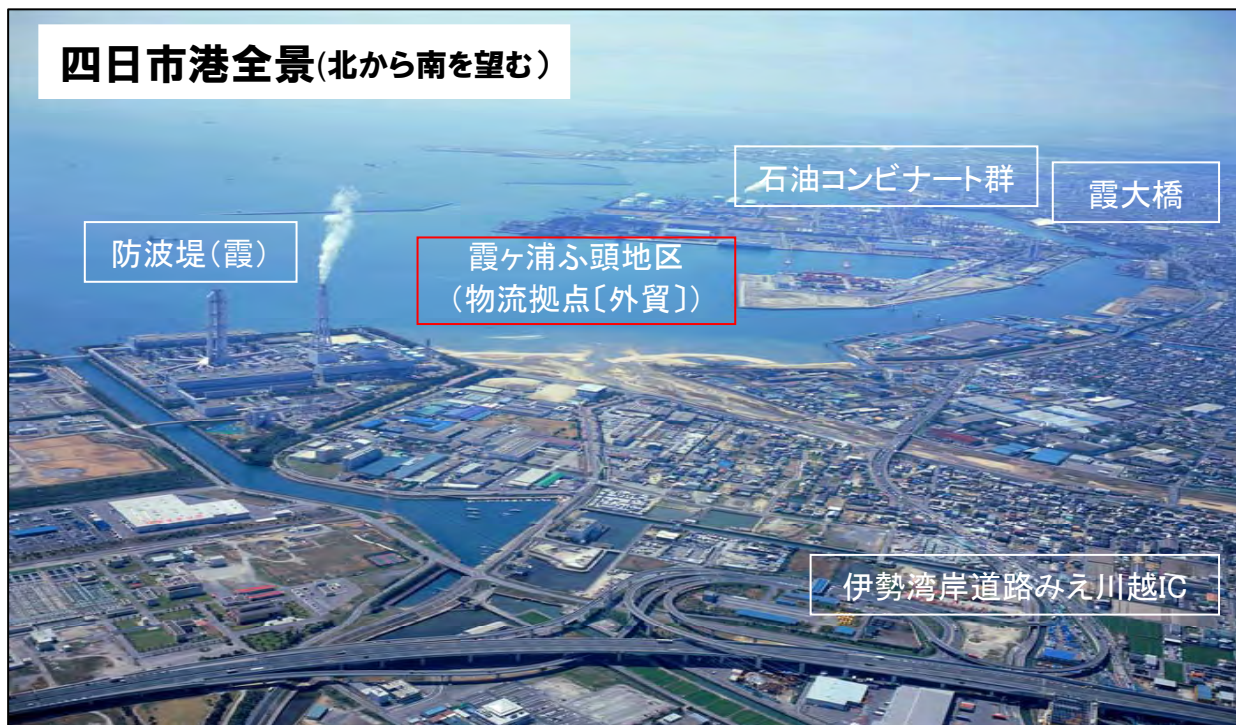 四日市港全景(北から南を望む)
石油コンビナート群
霞大橋
防波堤(霞)
霞ヶ浦ふ頭地区
(物流拠点〔外貿〕)
伊勢湾岸道路みえ川越IC